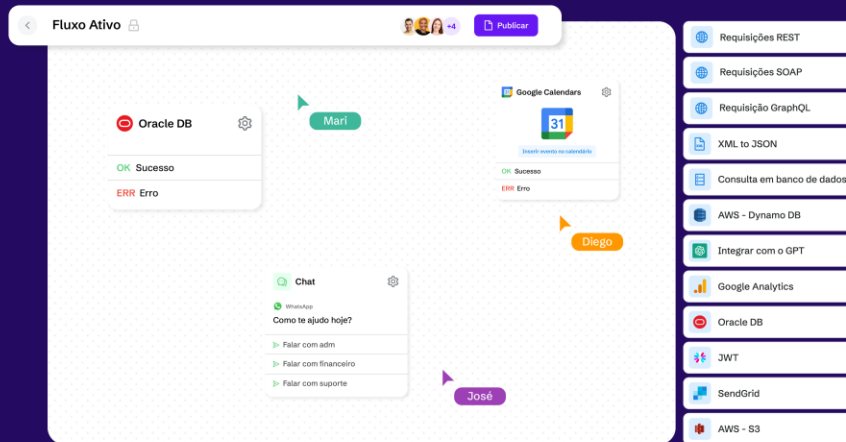 Fluxo Ativo
+4
Publicar
Oracle DB
OK Sucesso
ERR Erro
Mari
Google Calendars
31
Inserir evento no calendário
OK Sucesso
ERR Erro
Diego
Chat
WhatsApp
Como te ajudo hoje?
Falar com adm
Falar com financeiro
Falar com suporte
José
Requisições REST
Requisições SOAP
Requisição GraphQL
XML to JSON
Consulta em banco de dados
AWS - Dynamo DB
Integrar com o GPT
Google Analytics
Oracle DB
JWT
SendGrid
AWS - S3